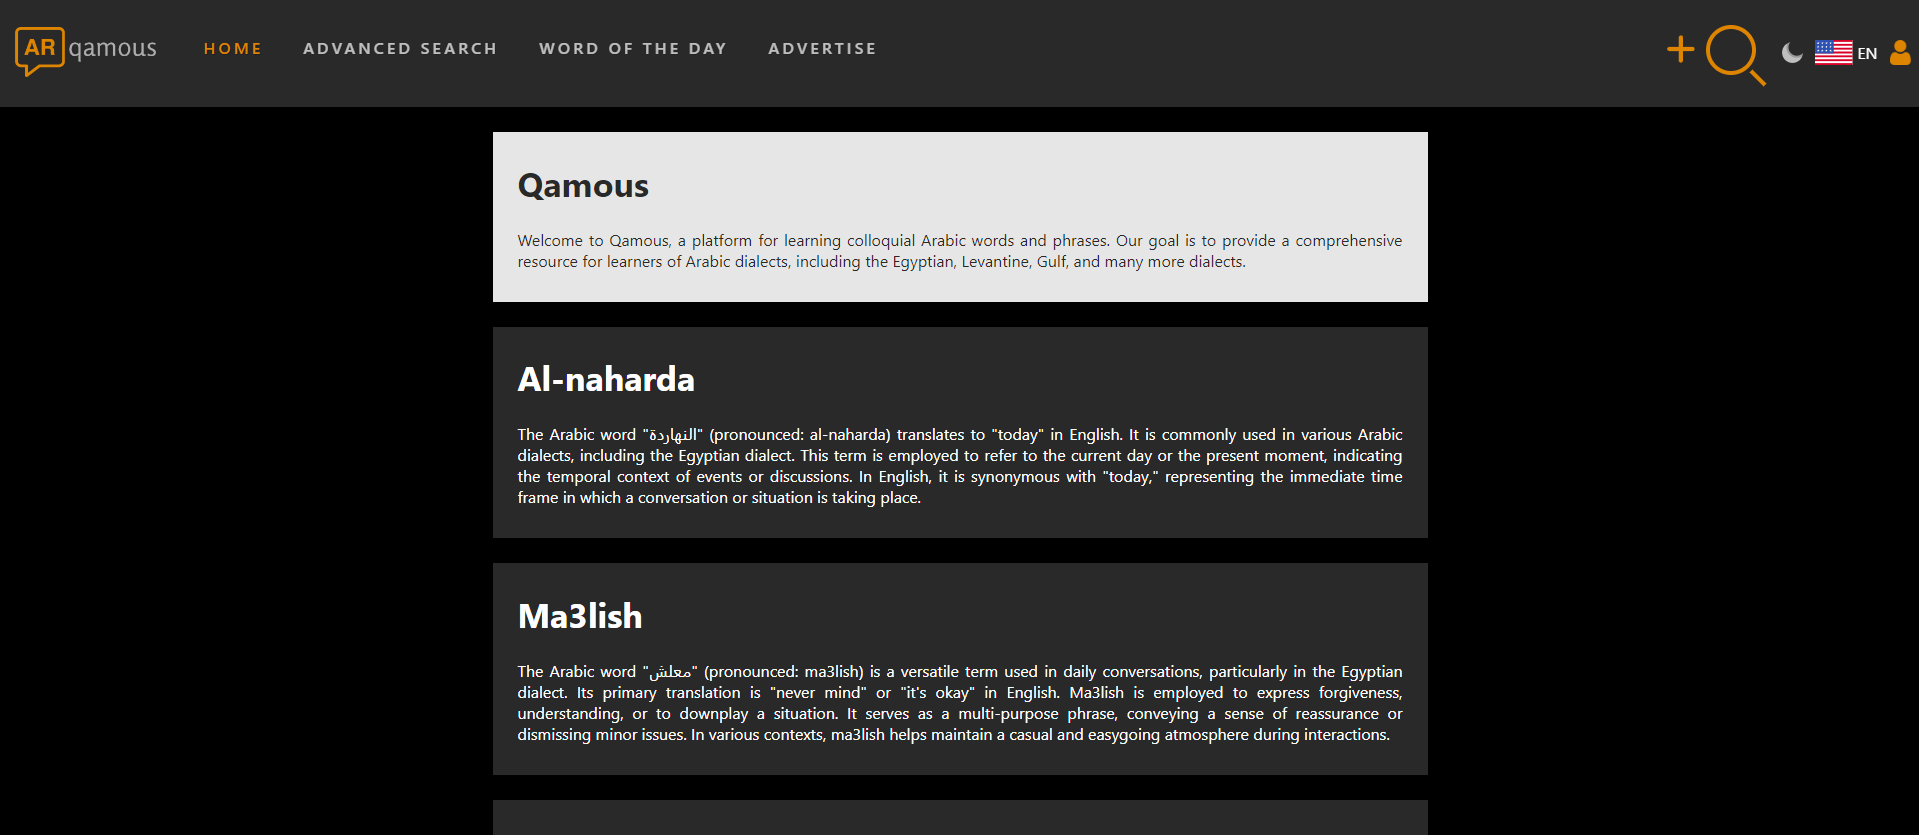 AR qamous
HOME ADVANCED SEARCH WORD OF THE DAY ADVERTISE
EN
Qamous
Welcome to Qamous, a platform for learning colloquial Arabic words and phrases. Our goal is to provide a comprehensive
resource for learners of Arabic dialects, including the Egyptian, Levantine, Gulf, and many more dialects.
Al-naharda
The Arabic word "النهاردة" (pronounced: al-naharda) translates to "today" in English. It is commonly used in various Arabic
dialects, including the Egyptian dialect. This term is employed to refer to the current day or the present moment, indicating
the temporal context of events or discussions. In English, it is synonymous with "today," representing the immediate time
frame in which a conversation or situation is taking place.
Ma3lish
The Arabic word "معلش" (pronounced: ma3lish) is a versatile term used in daily conversations, particularly in the Egyptian
dialect. Its primary translation is "never mind" or "it's okay" in English. Ma3lish is employed to express forgiveness,
understanding, or to downplay a situation. It serves as a multi-purpose phrase, conveying a sense of reassurance or
dismissing minor issues. In various contexts, ma3lish helps maintain a casual and easygoing atmosphere during interactions.